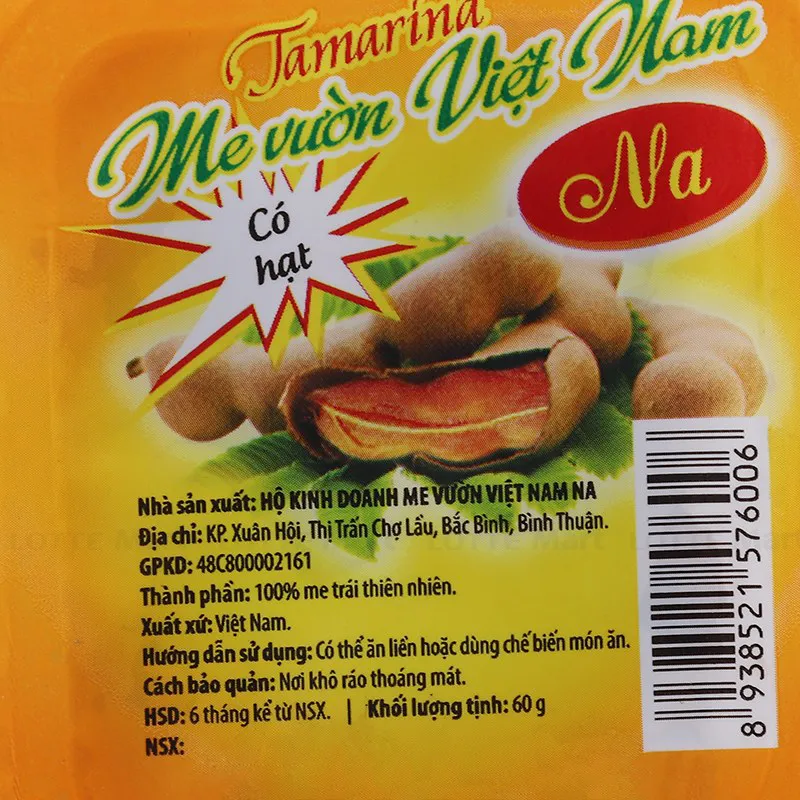 Tamarind
Me vườn Việt Nam
Na
Có
hạt
Nhà sản xuất: HỘ KINH DOANH ME VƯỜN VIỆT NAM NA
Địa chỉ: KP. Xuân Hội, Thị Trấn Chợ Lầu, Bắc Bình, Bình Thuận.
GPKD: 48C800002161
Thành phần: 100% me trái thiên nhiên.
Xuất xứ: Việt Nam.
Hướng dẫn sử dụng: Có thể ăn liền hoặc dùng chế biến món ăn.
Cách bảo quản: Nơi khô ráo thoáng mát.
HSD: 6 tháng kể từ NSX. | Khối lượng tịnh: 60 g
NSX:
8 938521 576006